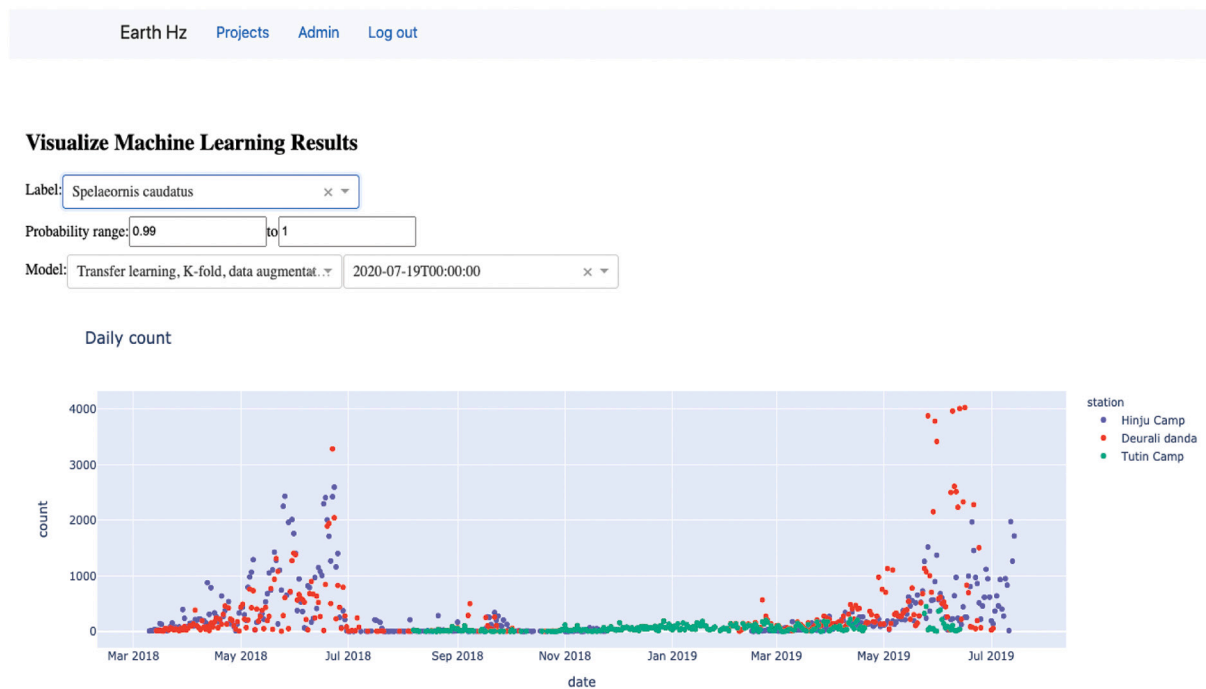 Earth Hz Projects Admin Log out
Visualize Machine Learning Results
Label: Spelaeornis caudatus × ▾
Probability range: 0.99 to 1
Model: Transfer learning, K-fold, data augmentat... 2020-07-19T00:00:00 ×
Daily count
station
Hinju Camp
Deurali danda
Tutin Camp
count
4000
3000
2000
1000
0
Mar 2018 May 2018 Jul 2018 Sep 2018 Nov 2018 Jan 2019 Mar 2019 May 2019 Jul 2019
date